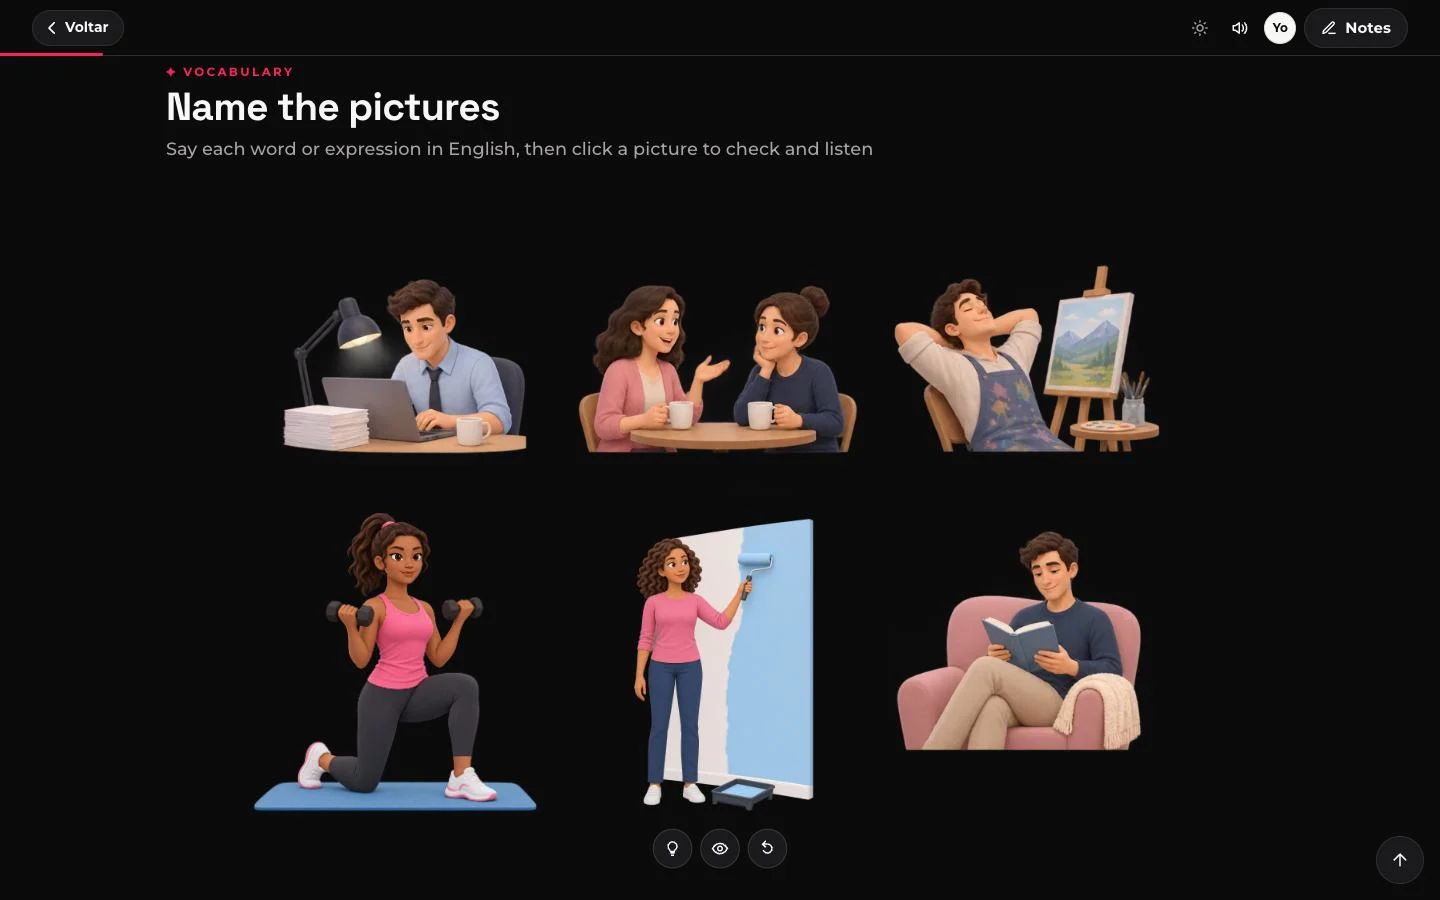 Voltar
Yo
Notes
VOCABULARY
Name the pictures
Say each word or expression in English, then click a picture to check and listen